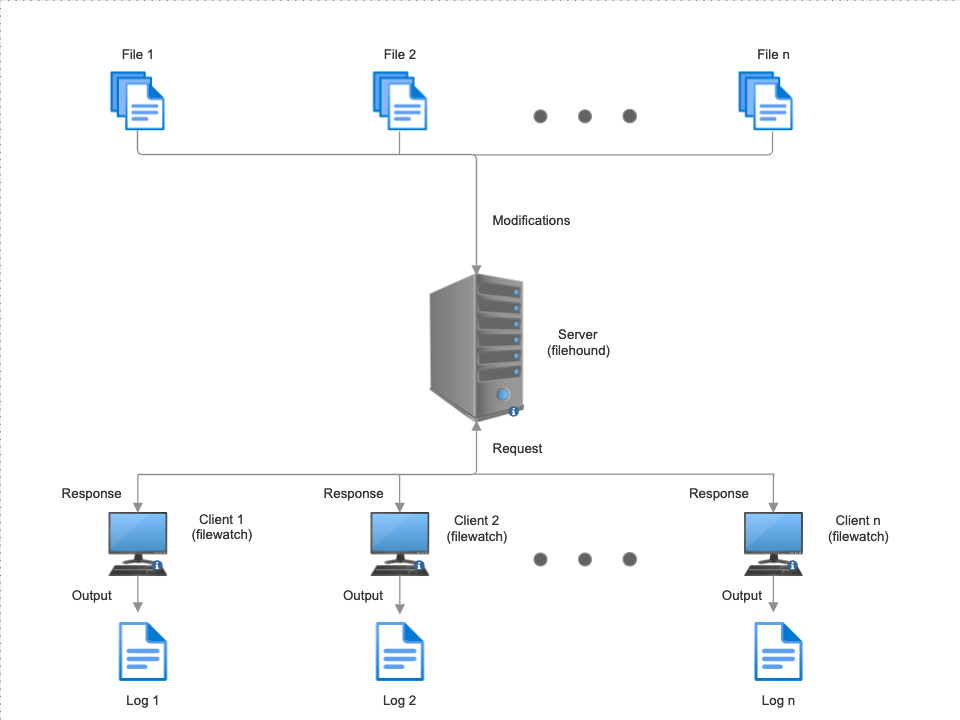 File 1
File 2
File n
Modifications
Server
(filehound)
Request
Response
Response
Response
Client 1
(filewatch)
Client 2
(filewatch)
Client n
(filewatch)
Output
Output
Output
Log 1
Log 2
Log n